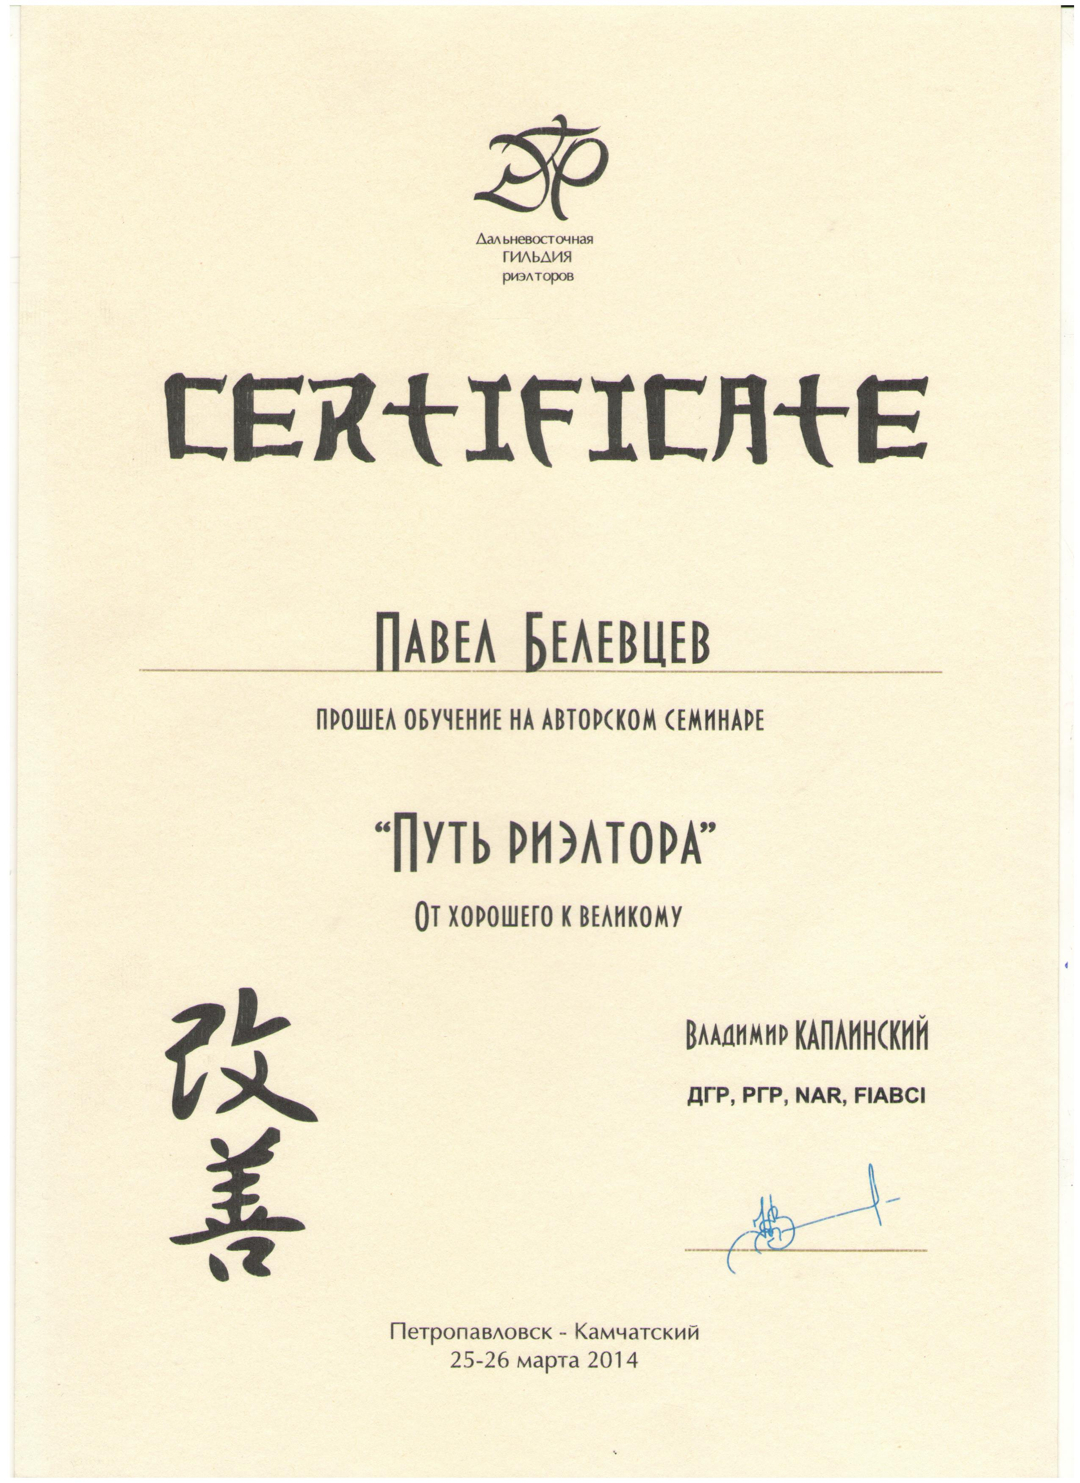 Дальневосточная
ГИЛЬДИЯ
риэлторов
CERTIFICATE
Павел Белевцев
прошел обучение на авторском семинаре
“Путь риэлтора”
От хорошего к великому
改
善
Владимир КАПЛИНСКИЙ
ДГР, РГР, NAR, FIABCI
Петропавловск - Камчатский
25-26 марта 2014